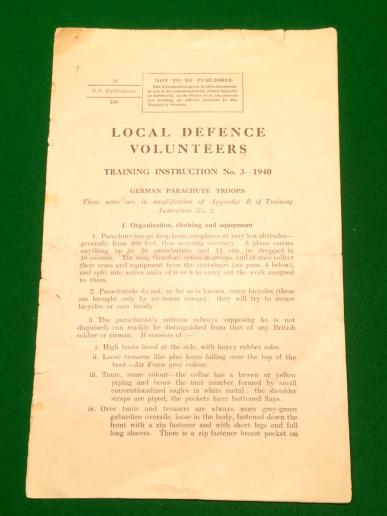 26
G.S. Publications
NOT TO BE PUBLISHED
The information given in this document
is not to be communicated, either directly
or indirectly, to the Press or to any person
not holding an official position in His
Majesty's Service.
LOCAL DEFENCE
VOLUNTEERS
TRAINING INSTRUCTION No. 3—1940
GERMAN PARACHUTE TROOPS
These notes are in amplification of Appendix B of Training
Instruction No. 2.
1. Organization, clothing and equipment
1. Parachute troops drop from aeroplanes at very low altitudes—
generally from 300 feet, thus securing accuracy. A plane carries
anything up to 30 parachutists and 12 can be dropped in
10 seconds. The men, therefore, arrive in groups, and at once collect
their arms and equipment from the containers (see para. 4 below),
and split into active units of 6 or 8 to carry out the work assigned
to them.
2. Parachutists do not, so far as is known, carry bicycles (these
are brought only by air-borne troops): they will try to secure
bicycles or cars locally.
3. The parachutist's uniform (always supposing he is not
disguised) can readily be distinguished from that of any British
soldier or airman. It consists of :—
i. High boots laced at the side, with heavy rubber soles.
ii. Loose trousers like plus fours falling over the top of the
boot—Air Force grey colour.
iii. Tunic, same colour—the collar has a brown or yellow
piping and bears the unit number formed by small
conventionalized eagles in white metal: the shoulder
straps are piped, the pockets have buttoned flaps.
iv. Over tunic and trousers are always worn grey-green
gabardine overalls, loose in the body, fastened down the
front with a zip fastener and with short legs and full
long sleeves. There is a zip fastener breast pocket on